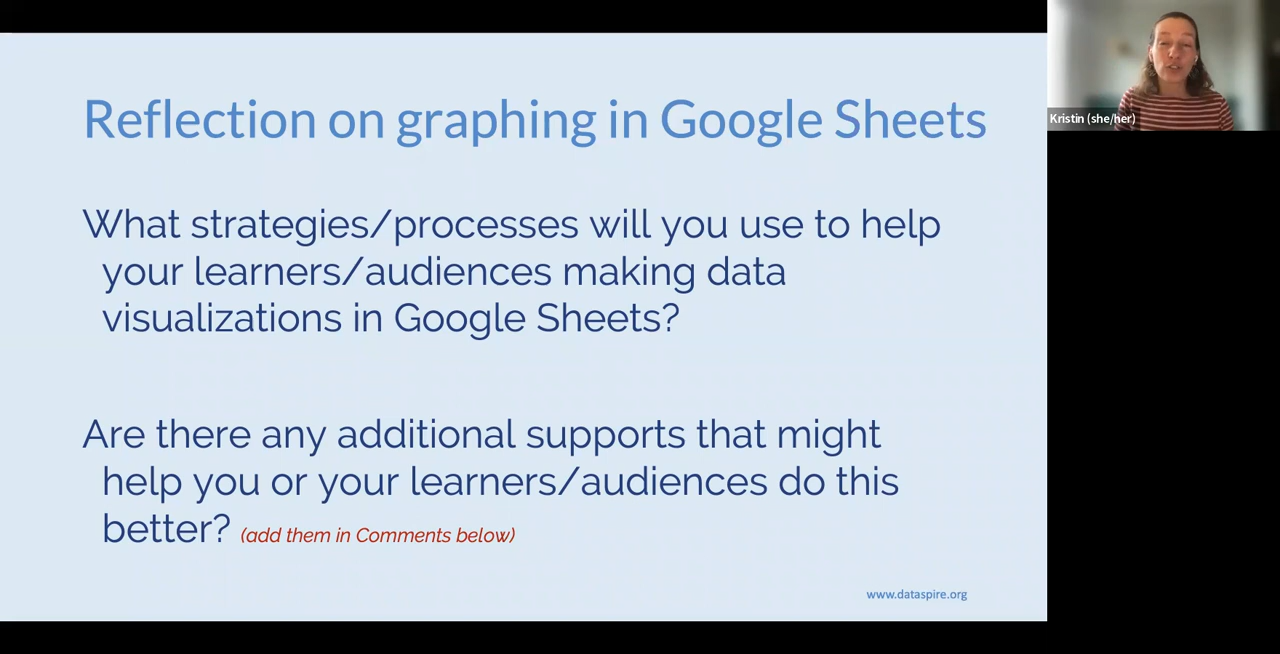 Reflection on graphing in Google Sheets
What strategies/processes will you use to help
your learners/audiences making data
visualizations in Google Sheets?
Are there any additional supports that might
help you or your learners/audiences do this
better? (add them in Comments below)
www.dataspire.org
Kristin (she/her)